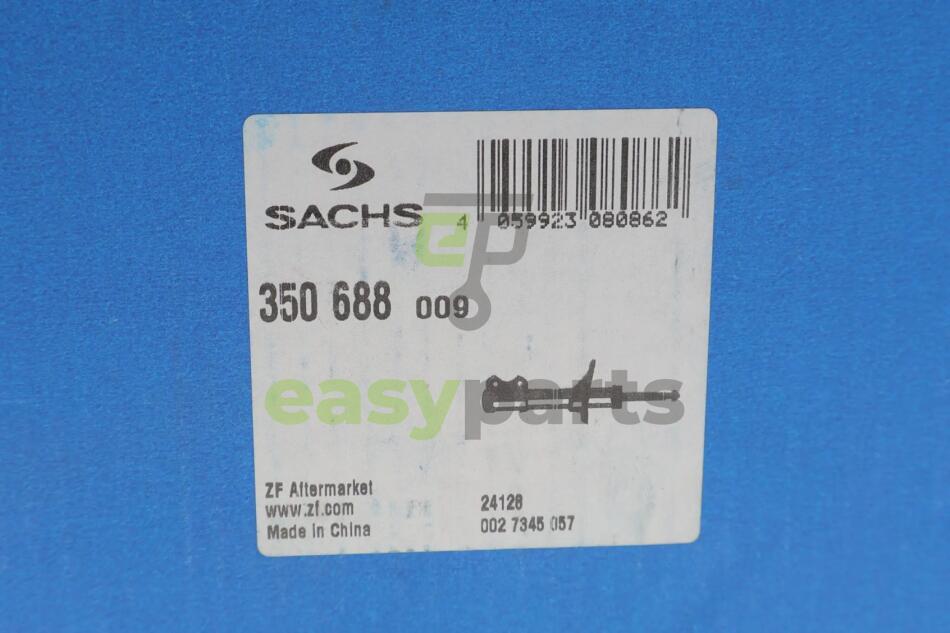 SACHS
4 059923 080862
ep
350 688 009
easyparts
ZF Aftermarket
www.zf.com
Made in China
24128
002 7345 057